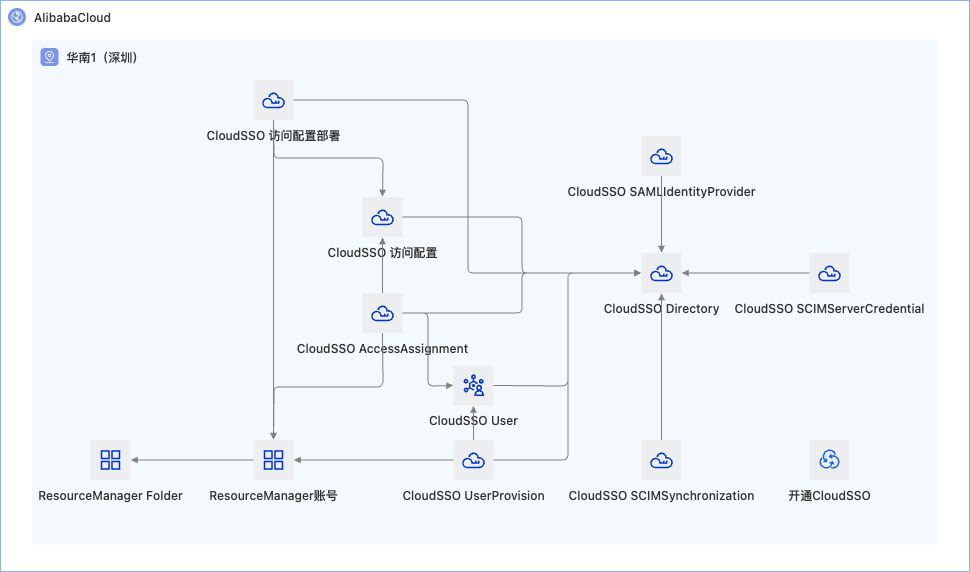 AlibabaCloud
华南1（深圳）
CloudSSO 访问配置部署
CloudSSO SAMLIdentityProvider
CloudSSO 访问配置
CloudSSO Directory
CloudSSO SCIMServerCredential
CloudSSO AccessAssignment
CloudSSO User
ResourceManager Folder
ResourceManager账号
CloudSSO UserProvision
CloudSSO SCIMSynchronization
开通CloudSSO